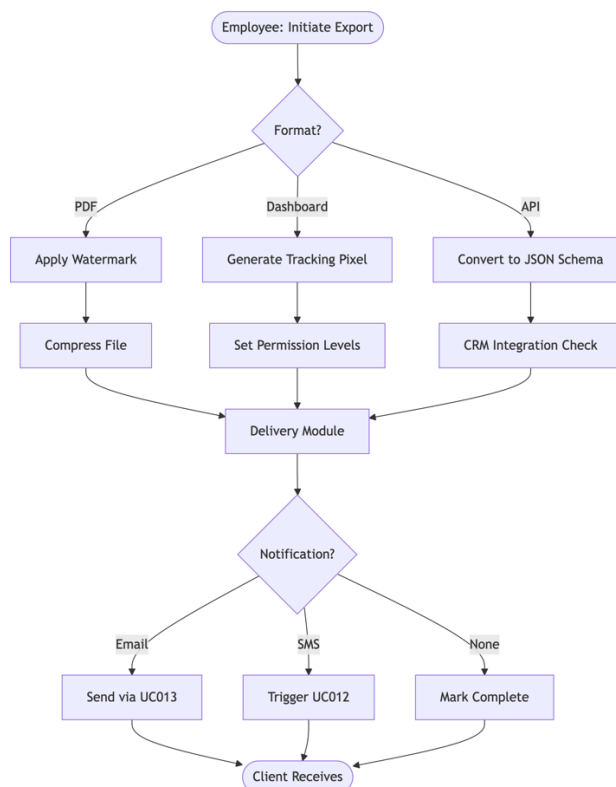 Employee: Initiate Export
Format?
PDF
Dashboard
API
Apply Watermark
Generate Tracking Pixel
Convert to JSON Schema
Compress File
Set Permission Levels
CRM Integration Check
Delivery Module
Notification?
Email
SMS
None
Send via UC013
Trigger UC012
Mark Complete
Client Receives